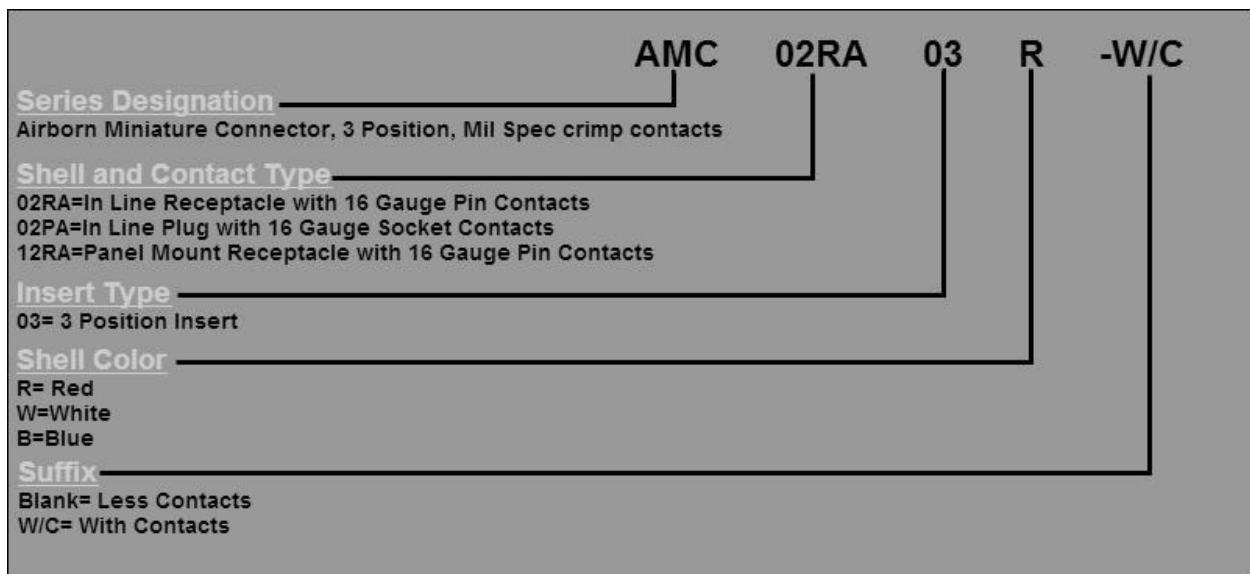 AMC 02RA 03 R -W/C
Series Designation
Airborn Miniature Connector, 3 Position, Mil Spec crimp contacts
Shell and Contact Type
02RA=In Line Receptacle with 16 Gauge Pin Contacts
02PA=In Line Plug with 16 Gauge Socket Contacts
12RA=Panel Mount Receptacle with 16 Gauge Pin Contacts
Insert Type
03= 3 Position Insert
Shell Color
R= Red
W=White
B=Blue
Suffix
Blank= Less Contacts
W/C= With Contacts